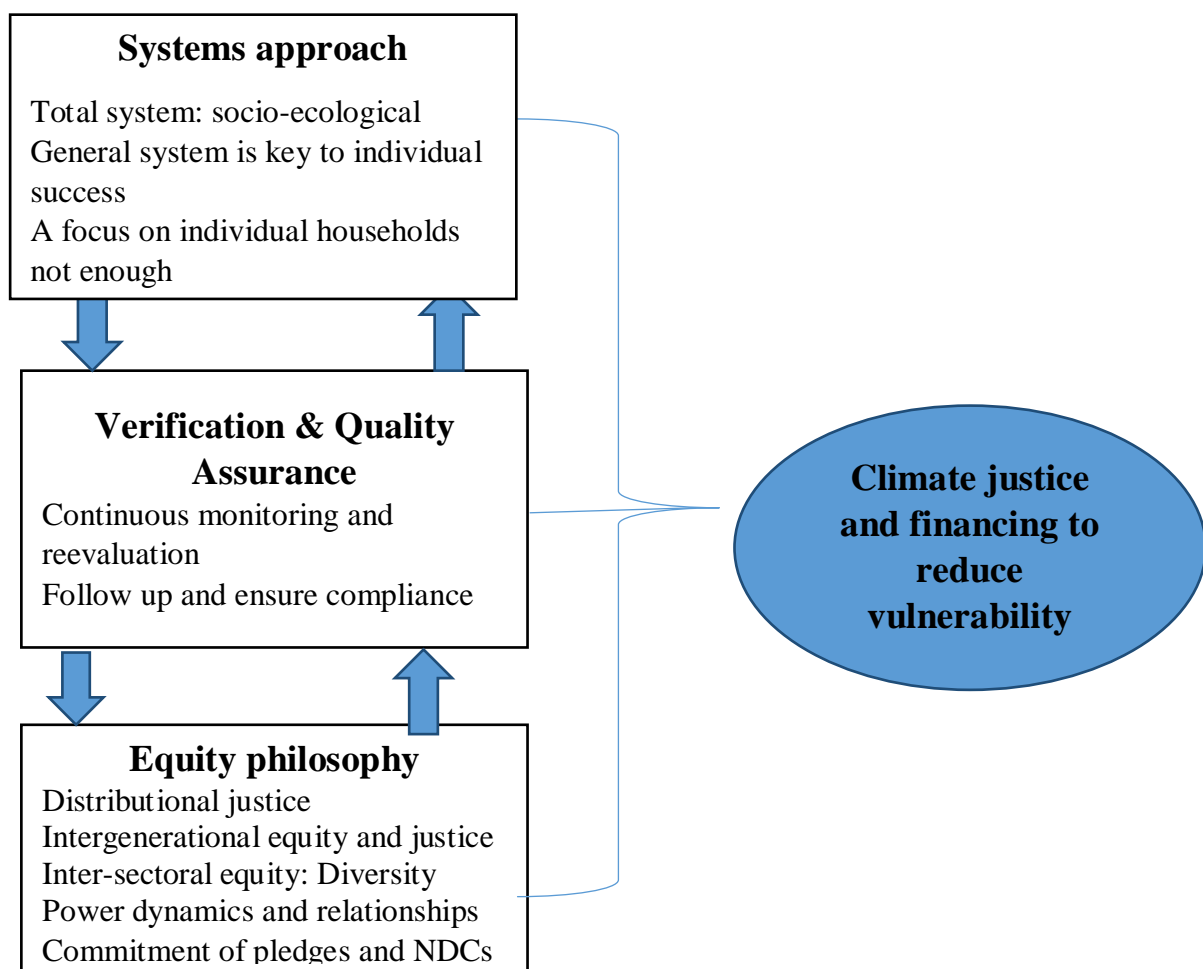 Systems approach
Total system: socio-ecological
General system is key to individual
success
A focus on individual households
not enough
Verification & Quality
Assurance
Continuous monitoring and
reevaluation
Follow up and ensure compliance
Equity philosophy
Distributional justice
Intergenerational equity and justice
Inter-sectoral equity: Diversity
Power dynamics and relationships
Commitment of pledges and NDCs
Climate justice
and financing to
reduce
vulnerability